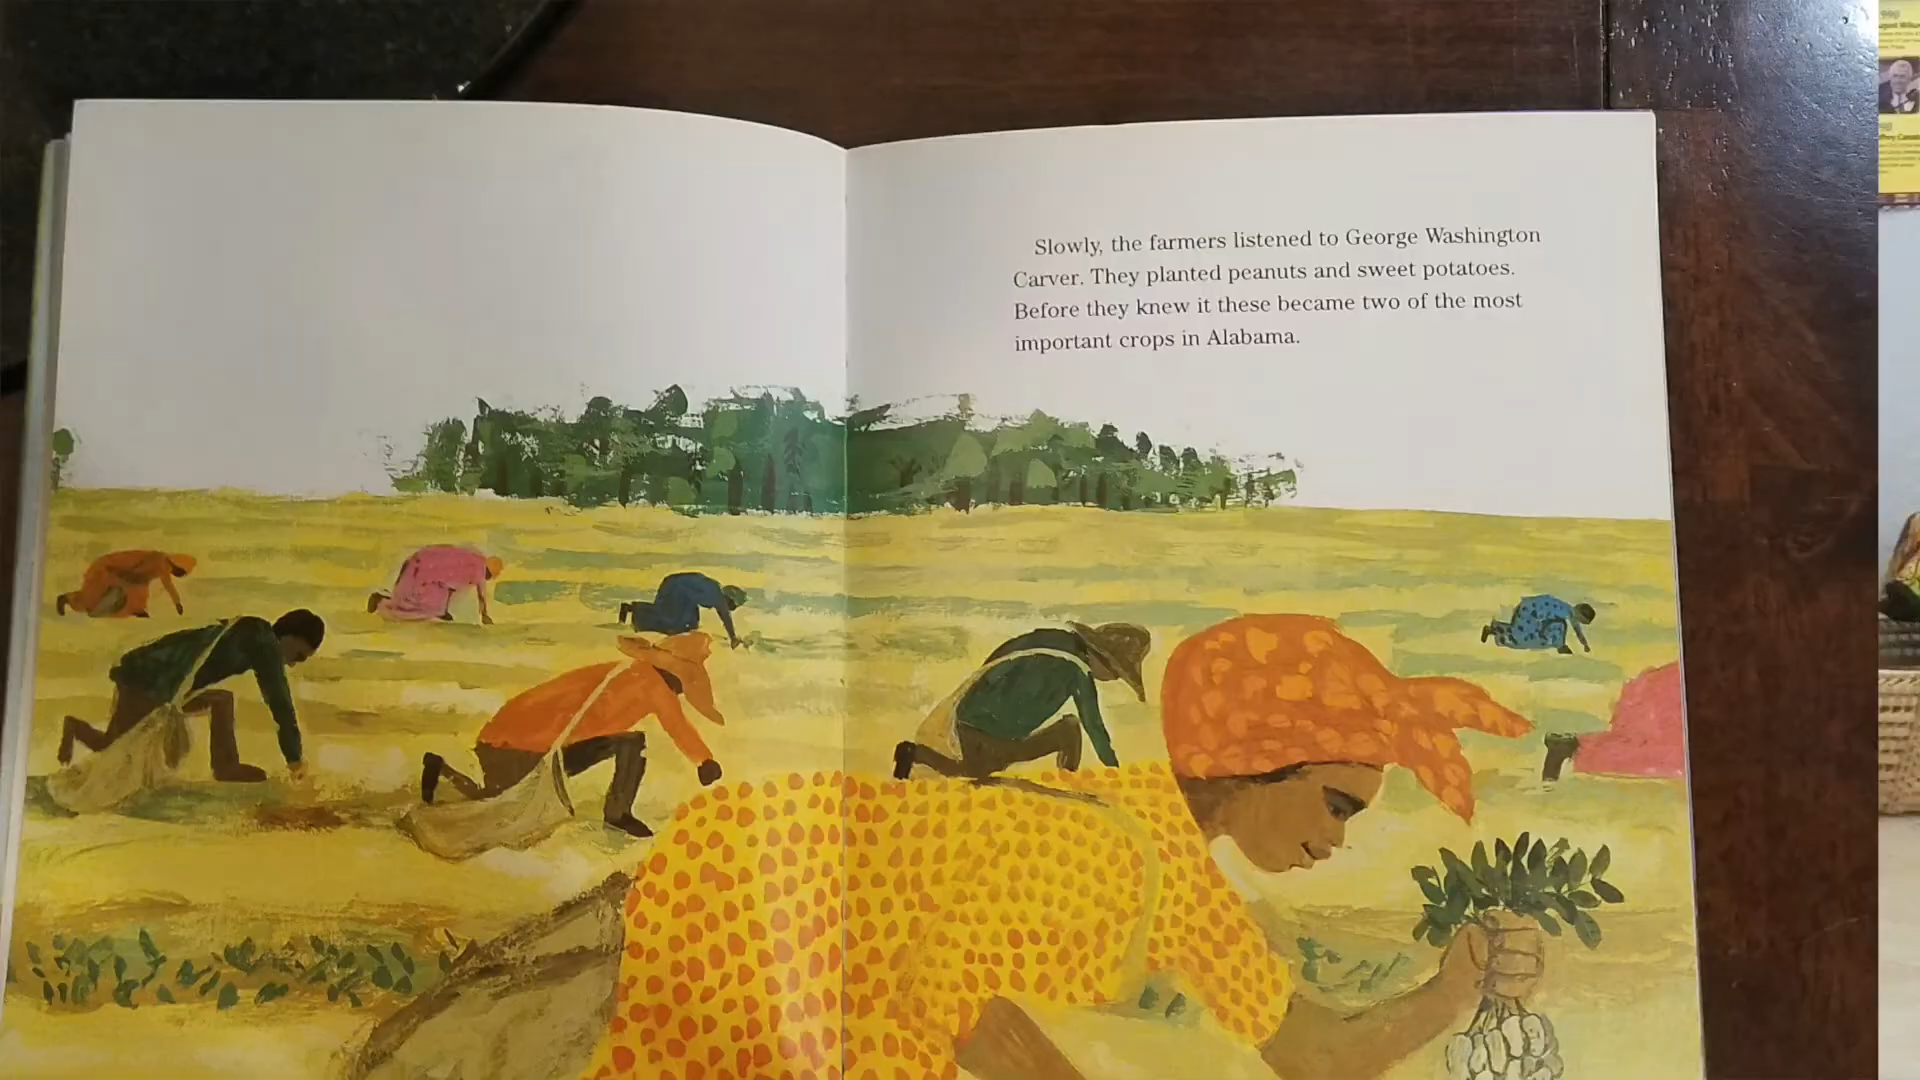 Slowly, the farmers listened to George Washington
Carver. They planted peanuts and sweet potatoes.
Before they knew it these became two of the most
important crops in Alabama.